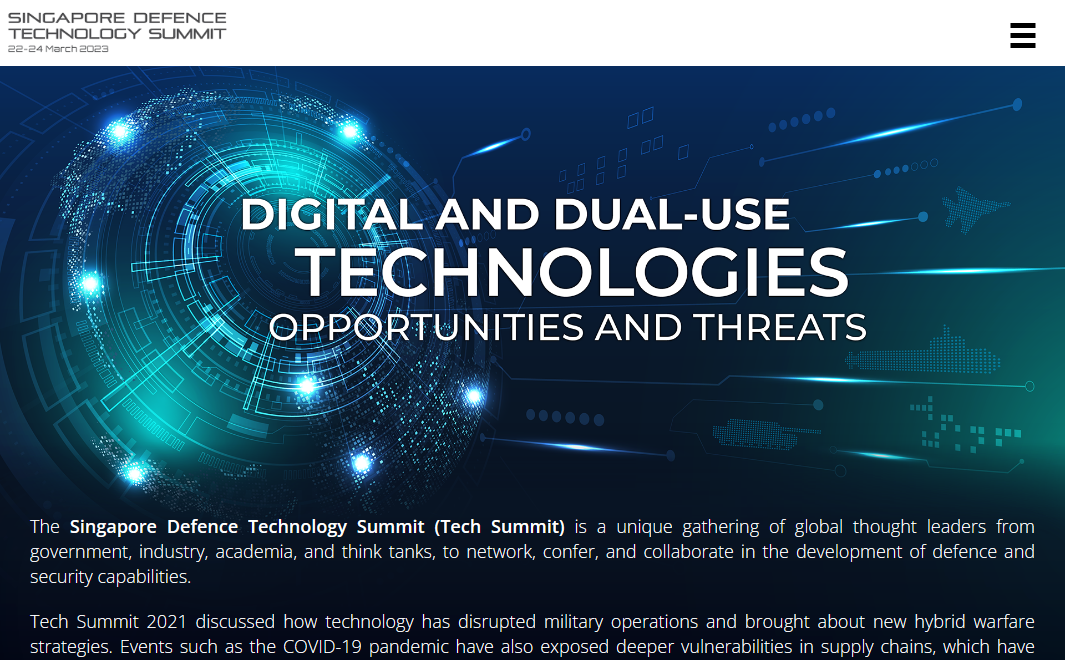 SINGAPORE DEFENCE
TECHNOLOGY SUMMIT
22-24 March 2023
DIGITAL AND DUAL-USE
TECHNOLOGIES
OPPORTUNITIES AND THREATS
The Singapore Defence Technology Summit (Tech Summit) is a unique gathering of global thought leaders from
government, industry, academia, and think tanks, to network, confer, and collaborate in the development of defence and
security capabilities.
Tech Summit 2021 discussed how technology has disrupted military operations and brought about new hybrid warfare
strategies. Events such as the COVID-19 pandemic have also exposed deeper vulnerabilities in supply chains, which have